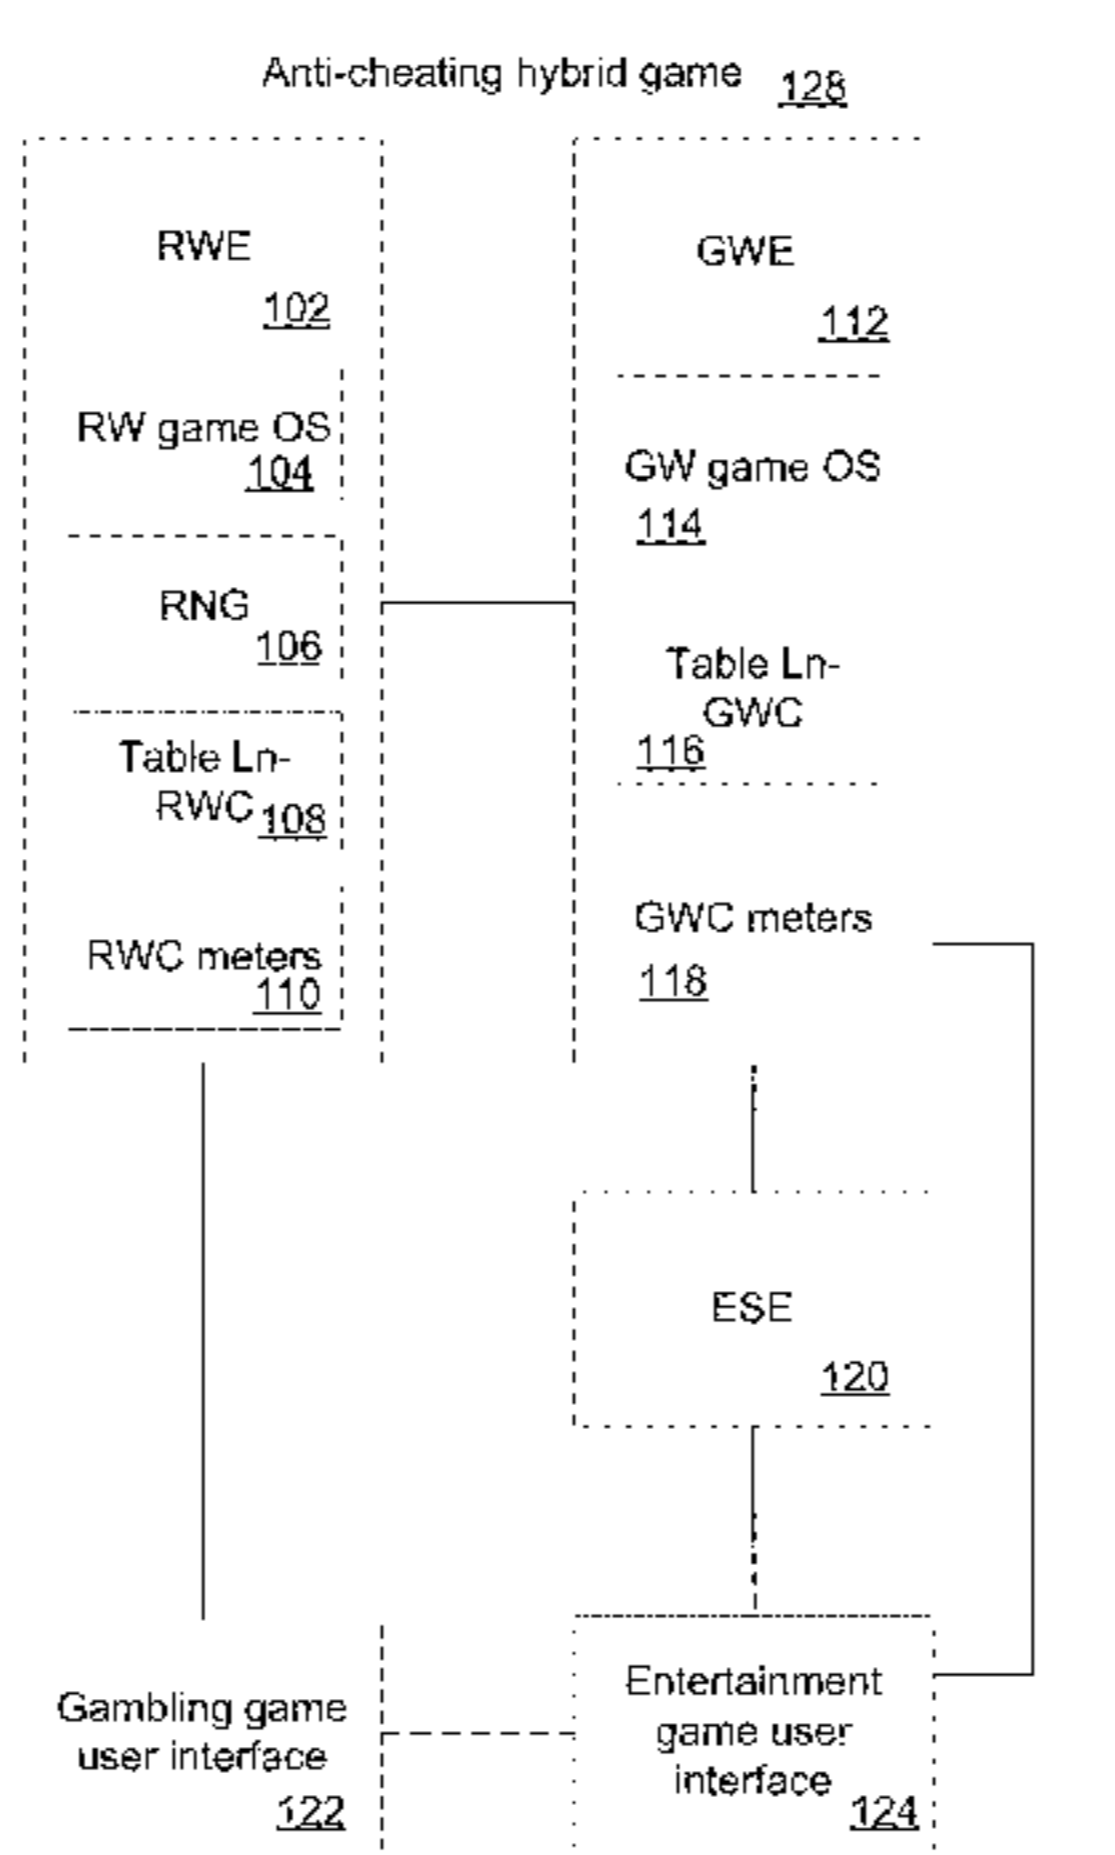 Anti-cheating hybrid game 128
RWE
102
RW game OS
104
RNG
106
Table Ln-
RWC 108
RWC meters
110
GWE
112
GW game OS
114
Table Ln-
GWC
116
GWC meters
118
ESE
120
Gambling game
user interface
122
Entertainment
game user
interface
124